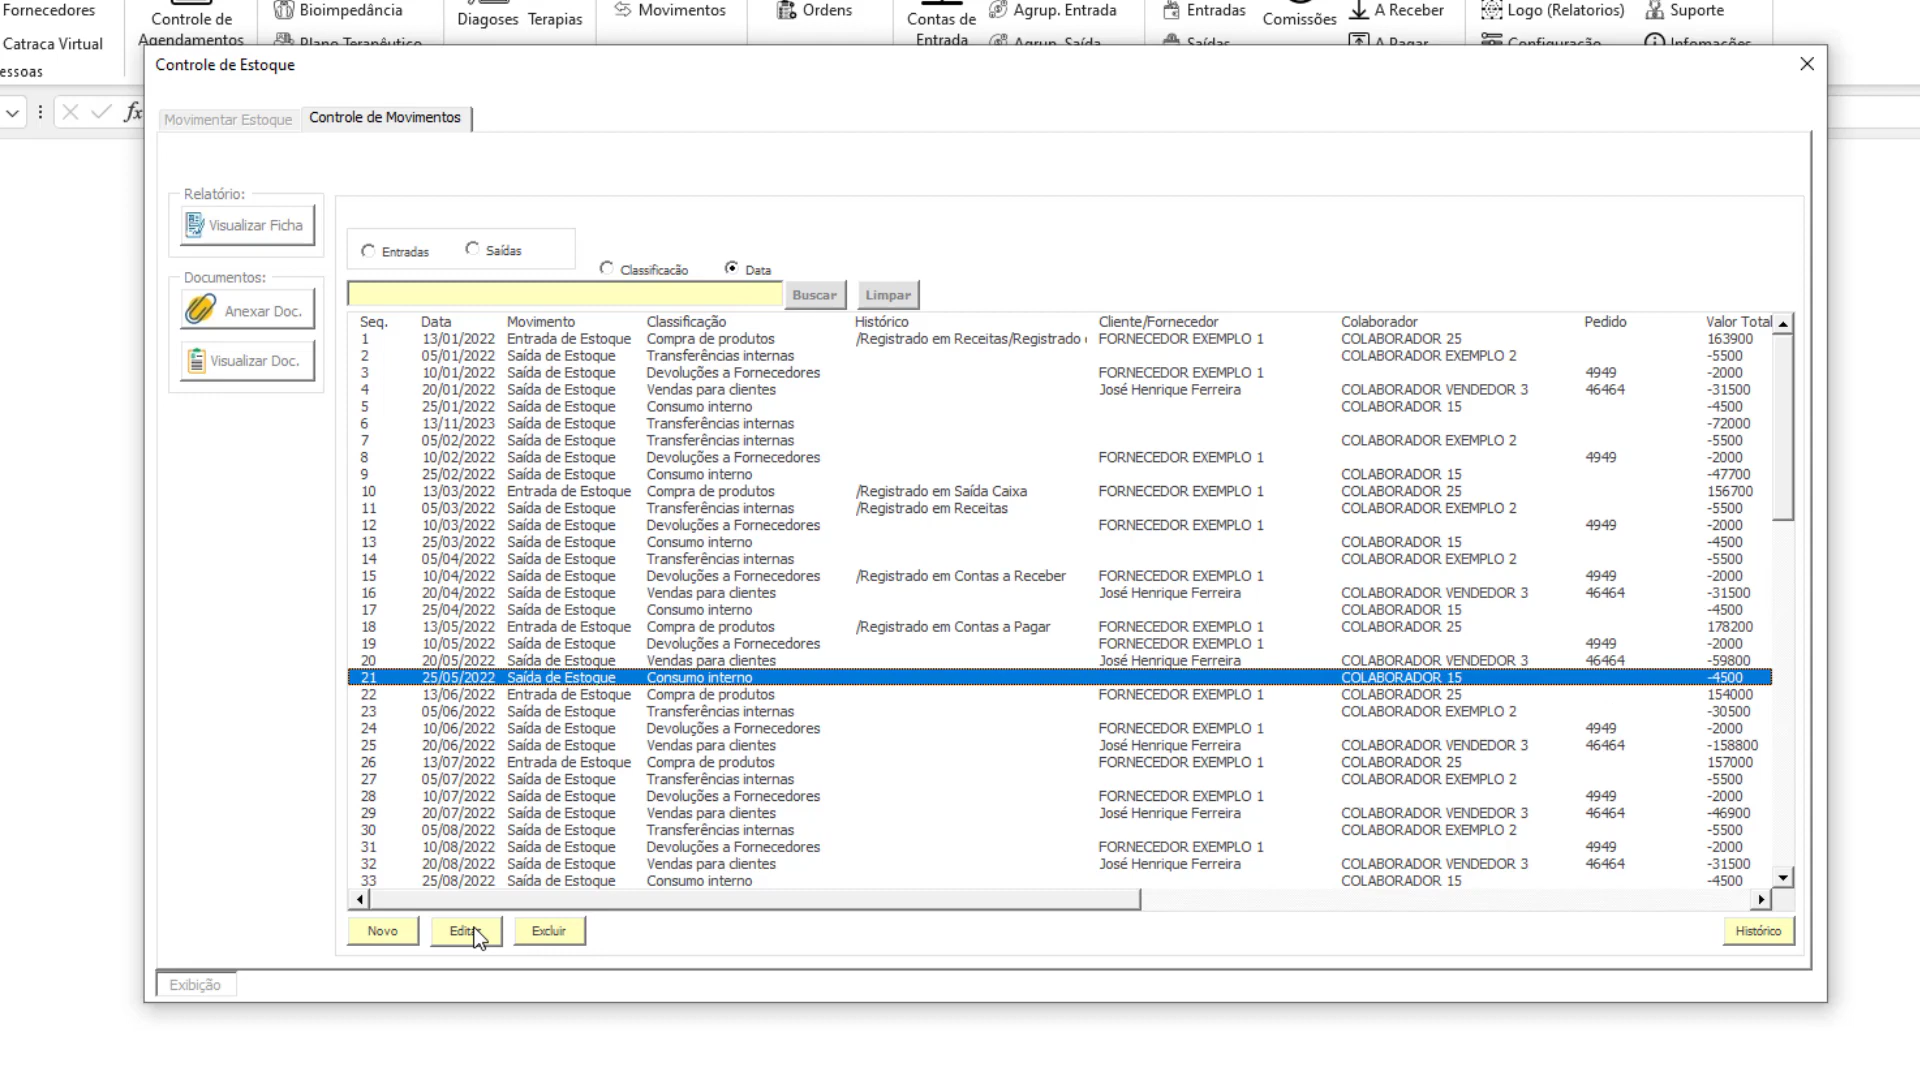 Fornecedores
Catraca Virtual
essoas
Controle de
Agendamentos
Bioimpedância
Plano Terapêutico
Diagoses Terapias
Movimentos
Ordens
Contas de
Entrada
Agrup. Entrada
Agrup. Saída
Entradas
Saídas
Comissões
A Receber
A Pagar
Logo (Relatorios)
Configuração
Suporte
Infomações
fx
Controle de Estoque
Movimentar Estoque
Controle de Movimentos
Relatório:
Visualizar Ficha
Documentos:
Anexar Doc.
Visualizar Doc.
Entradas Saídas
Classificacão Data
Buscar Limpar
Seq. Data Movimento Classificação Histórico Cliente/Fornecedor Colaborador Pedido Valor Total
1 13/01/2022 Entrada de Estoque Compra de produtos /Registrado em Receitas/Registrado FORNECEDOR EXEMPLO 1 COLABORADOR 25 163900
2 05/01/2022 Saída de Estoque Transferências internas COLABORADOR EXEMPLO 2 -5500
3 10/01/2022 Saída de Estoque Devoluções a Fornecedores FORNECEDOR EXEMPLO 1 4949 -2000
4 20/01/2022 Saída de Estoque Vendas para clientes José Henrique Ferreira COLABORADOR VENDEDOR 3 46464 -31500
5 25/01/2022 Saída de Estoque Consumo interno COLABORADOR 15 -4500
6 13/11/2023 Saída de Estoque Transferências internas -72000
7 05/02/2022 Saída de Estoque Transferências internas COLABORADOR EXEMPLO 2 -5500
8 10/02/2022 Saída de Estoque Devoluções a Fornecedores FORNECEDOR EXEMPLO 1 4949 -2000
9 25/02/2022 Saída de Estoque Consumo interno COLABORADOR 15 -47700
10 13/03/2022 Entrada de Estoque Compra de produtos /Registrado em Saída Caixa FORNECEDOR EXEMPLO 1 COLABORADOR 25 156700
11 05/03/2022 Saída de Estoque Transferências internas /Registrado em Receitas COLABORADOR EXEMPLO 2 -5500
12 10/03/2022 Saída de Estoque Devoluções a Fornecedores FORNECEDOR EXEMPLO 1 4949 -2000
13 25/03/2022 Saída de Estoque Consumo interno COLABORADOR 15 -4500
14 05/04/2022 Saída de Estoque Transferências internas COLABORADOR EXEMPLO 2 -5500
15 10/04/2022 Saída de Estoque Devoluções a Fornecedores /Registrado em Contas a Receber FORNECEDOR EXEMPLO 1 4949 -2000
16 20/04/2022 Saída de Estoque Vendas para clientes José Henrique Ferreira COLABORADOR VENDEDOR 3 46464 -31500
17 25/04/2022 Saída de Estoque Consumo interno COLABORADOR 15 -4500
18 13/05/2022 Entrada de Estoque Compra de produtos /Registrado em Contas a Pagar FORNECEDOR EXEMPLO 1 COLABORADOR 25 178200
19 10/05/2022 Saída de Estoque Devoluções a Fornecedores FORNECEDOR EXEMPLO 1 4949 -2000
20 20/05/2022 Saída de Estoque Vendas para clientes José Henrique Ferreira COLABORADOR VENDEDOR 3 46464 -59800
21 25/05/2022 Saída de Estoque Consumo interno COLABORADOR 15 -4500
22 13/06/2022 Entrada de Estoque Compra de produtos FORNECEDOR EXEMPLO 1 COLABORADOR 25 154000
23 05/06/2022 Saída de Estoque Transferências internas COLABORADOR EXEMPLO 2 -30500
24 10/06/2022 Saída de Estoque Devoluções a Fornecedores FORNECEDOR EXEMPLO 1 4949 -2000
25 20/06/2022 Saída de Estoque Vendas para clientes José Henrique Ferreira COLABORADOR VENDEDOR 3 46464 -158800
26 13/07/2022 Entrada de Estoque Compra de produtos FORNECEDOR EXEMPLO 1 COLABORADOR 25 157000
27 05/07/2022 Saída de Estoque Transferências internas COLABORADOR EXEMPLO 2 -5500
28 10/07/2022 Saída de Estoque Devoluções a Fornecedores FORNECEDOR EXEMPLO 1 4949 -2000
29 20/07/2022 Saída de Estoque Vendas para clientes José Henrique Ferreira COLABORADOR VENDEDOR 3 46464 -46900
30 05/08/2022 Saída de Estoque Transferências internas COLABORADOR EXEMPLO 2 -5500
31 10/08/2022 Saída de Estoque Devoluções a Fornecedores FORNECEDOR EXEMPLO 1 4949 -2000
32 20/08/2022 Saída de Estoque Vendas para clientes José Henrique Ferreira COLABORADOR VENDEDOR 3 46464 -31500
33 25/08/2022 Saída de Estoque Consumo interno COLABORADOR 15 -4500
Novo Editar Excluir Histórico
Exibição